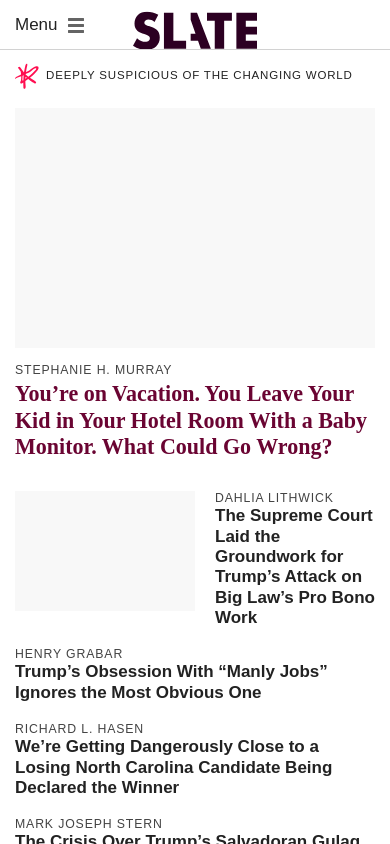 Menu
SLATE
DEEPLY SUSPICIOUS OF THE CHANGING WORLD
STEPHANIE H. MURRAY
You’re on Vacation. You Leave Your
Kid in Your Hotel Room With a Baby
Monitor. What Could Go Wrong?
DAHLIA LITHWICK
The Supreme Court
Laid the
Groundwork for
Trump’s Attack on
Big Law’s Pro Bono
Work
HENRY GRABAR
Trump’s Obsession With “Manly Jobs”
Ignores the Most Obvious One
RICHARD L. HASEN
We’re Getting Dangerously Close to a
Losing North Carolina Candidate Being
Declared the Winner
MARK JOSEPH STERN
The Crisis Over Trump’s Salvadoran Gulag